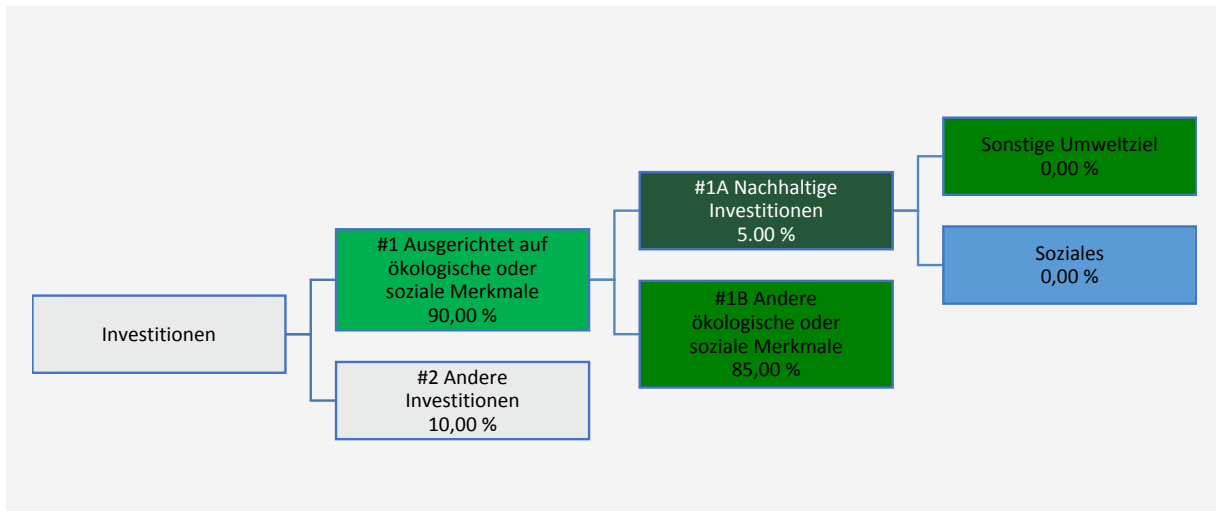 Investitionen
#1 Ausgerichtet auf
ökologische oder
soziale Merkmale
90,00 %
#2 Andere
Investitionen
10,00 %
#1A Nachhaltige
Investitionen
5.00 %
#1B Andere
ökologische oder
soziale Merkmale
85,00 %
Sonstige Umweltziel
0,00 %
Soziales
0,00 %